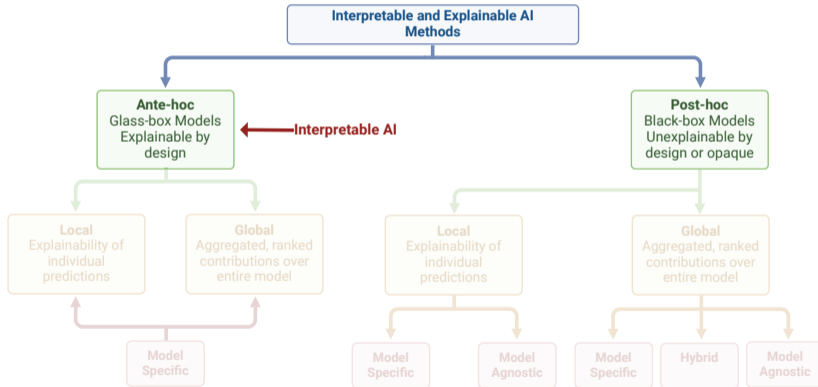 Interpretable and Explainable AI
Methods
Ante-hoc
Glass-box Models
Explainable by
design
Interpretable AI
Post-hoc
Black-box Models
Unexplainable by
design or opaque
Local
Explainability of
individual
predictions
Global
Aggregated, ranked
contributions over
entire model
Local
Explainability of
individual
predictions
Global
Aggregated, ranked
contributions over
entire model
Model
Specific
Model
Specific
Model
Agnostic
Model
Specific
Hybrid
Model
Agnostic